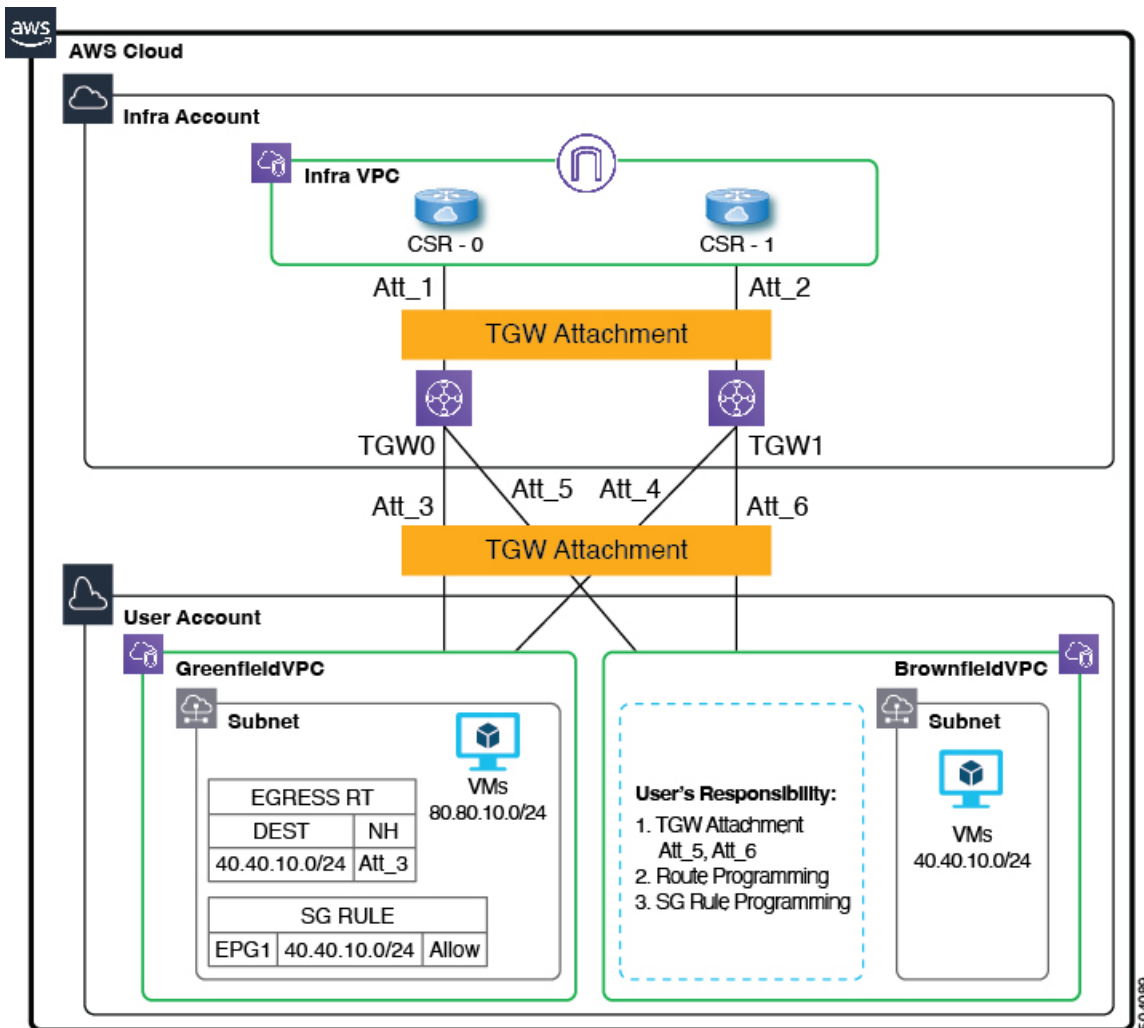 aws
AWS Cloud
Infra Account
Infra VPC
CSR - 0
CSR - 1
Att_1
Att_2
TGW Attachment
TGW0
TGW1
Att_3
Att_5
Att_4
Att_6
TGW Attachment
User Account
GreenfieldVPC
Subnet
VMs
80.80.10.0/24
EGRESS RT
DEST NH
40.40.10.0/24 Att_3
SG RULE
EPG1 40.40.10.0/24 Allow
BrownfieldVPC
User's Responsibility:
1. TGW Attachment
Att_5, Att_6
2. Route Programming
3. SG Rule Programming
Subnet
VMs
40.40.10.0/24